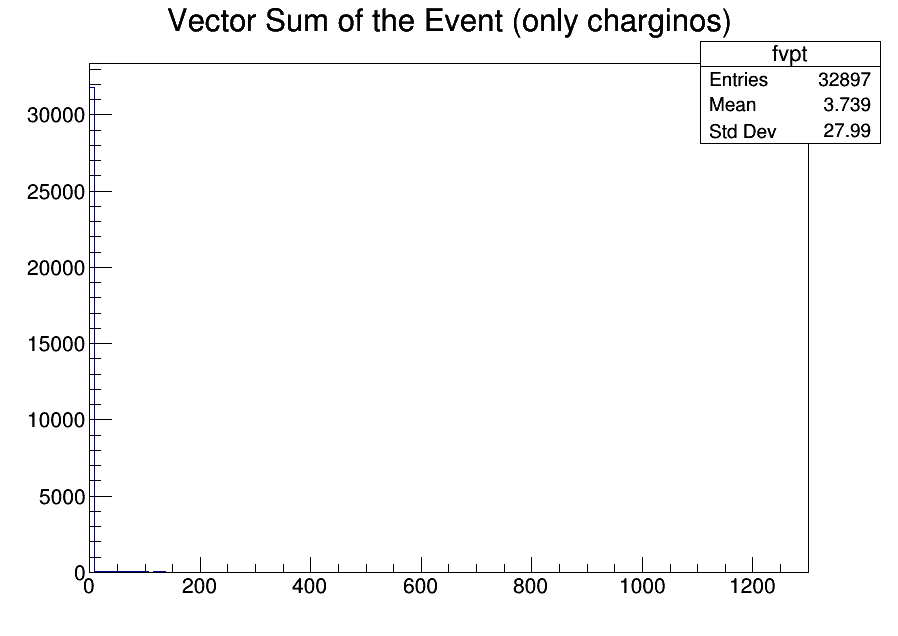 Vector Sum of the Event (only charginos)
fvpt
Entries 32897
Mean 3.739
Std Dev 27.99
30000
25000
20000
15000
10000
5000
0
0 200 400 600 800 1000 1200